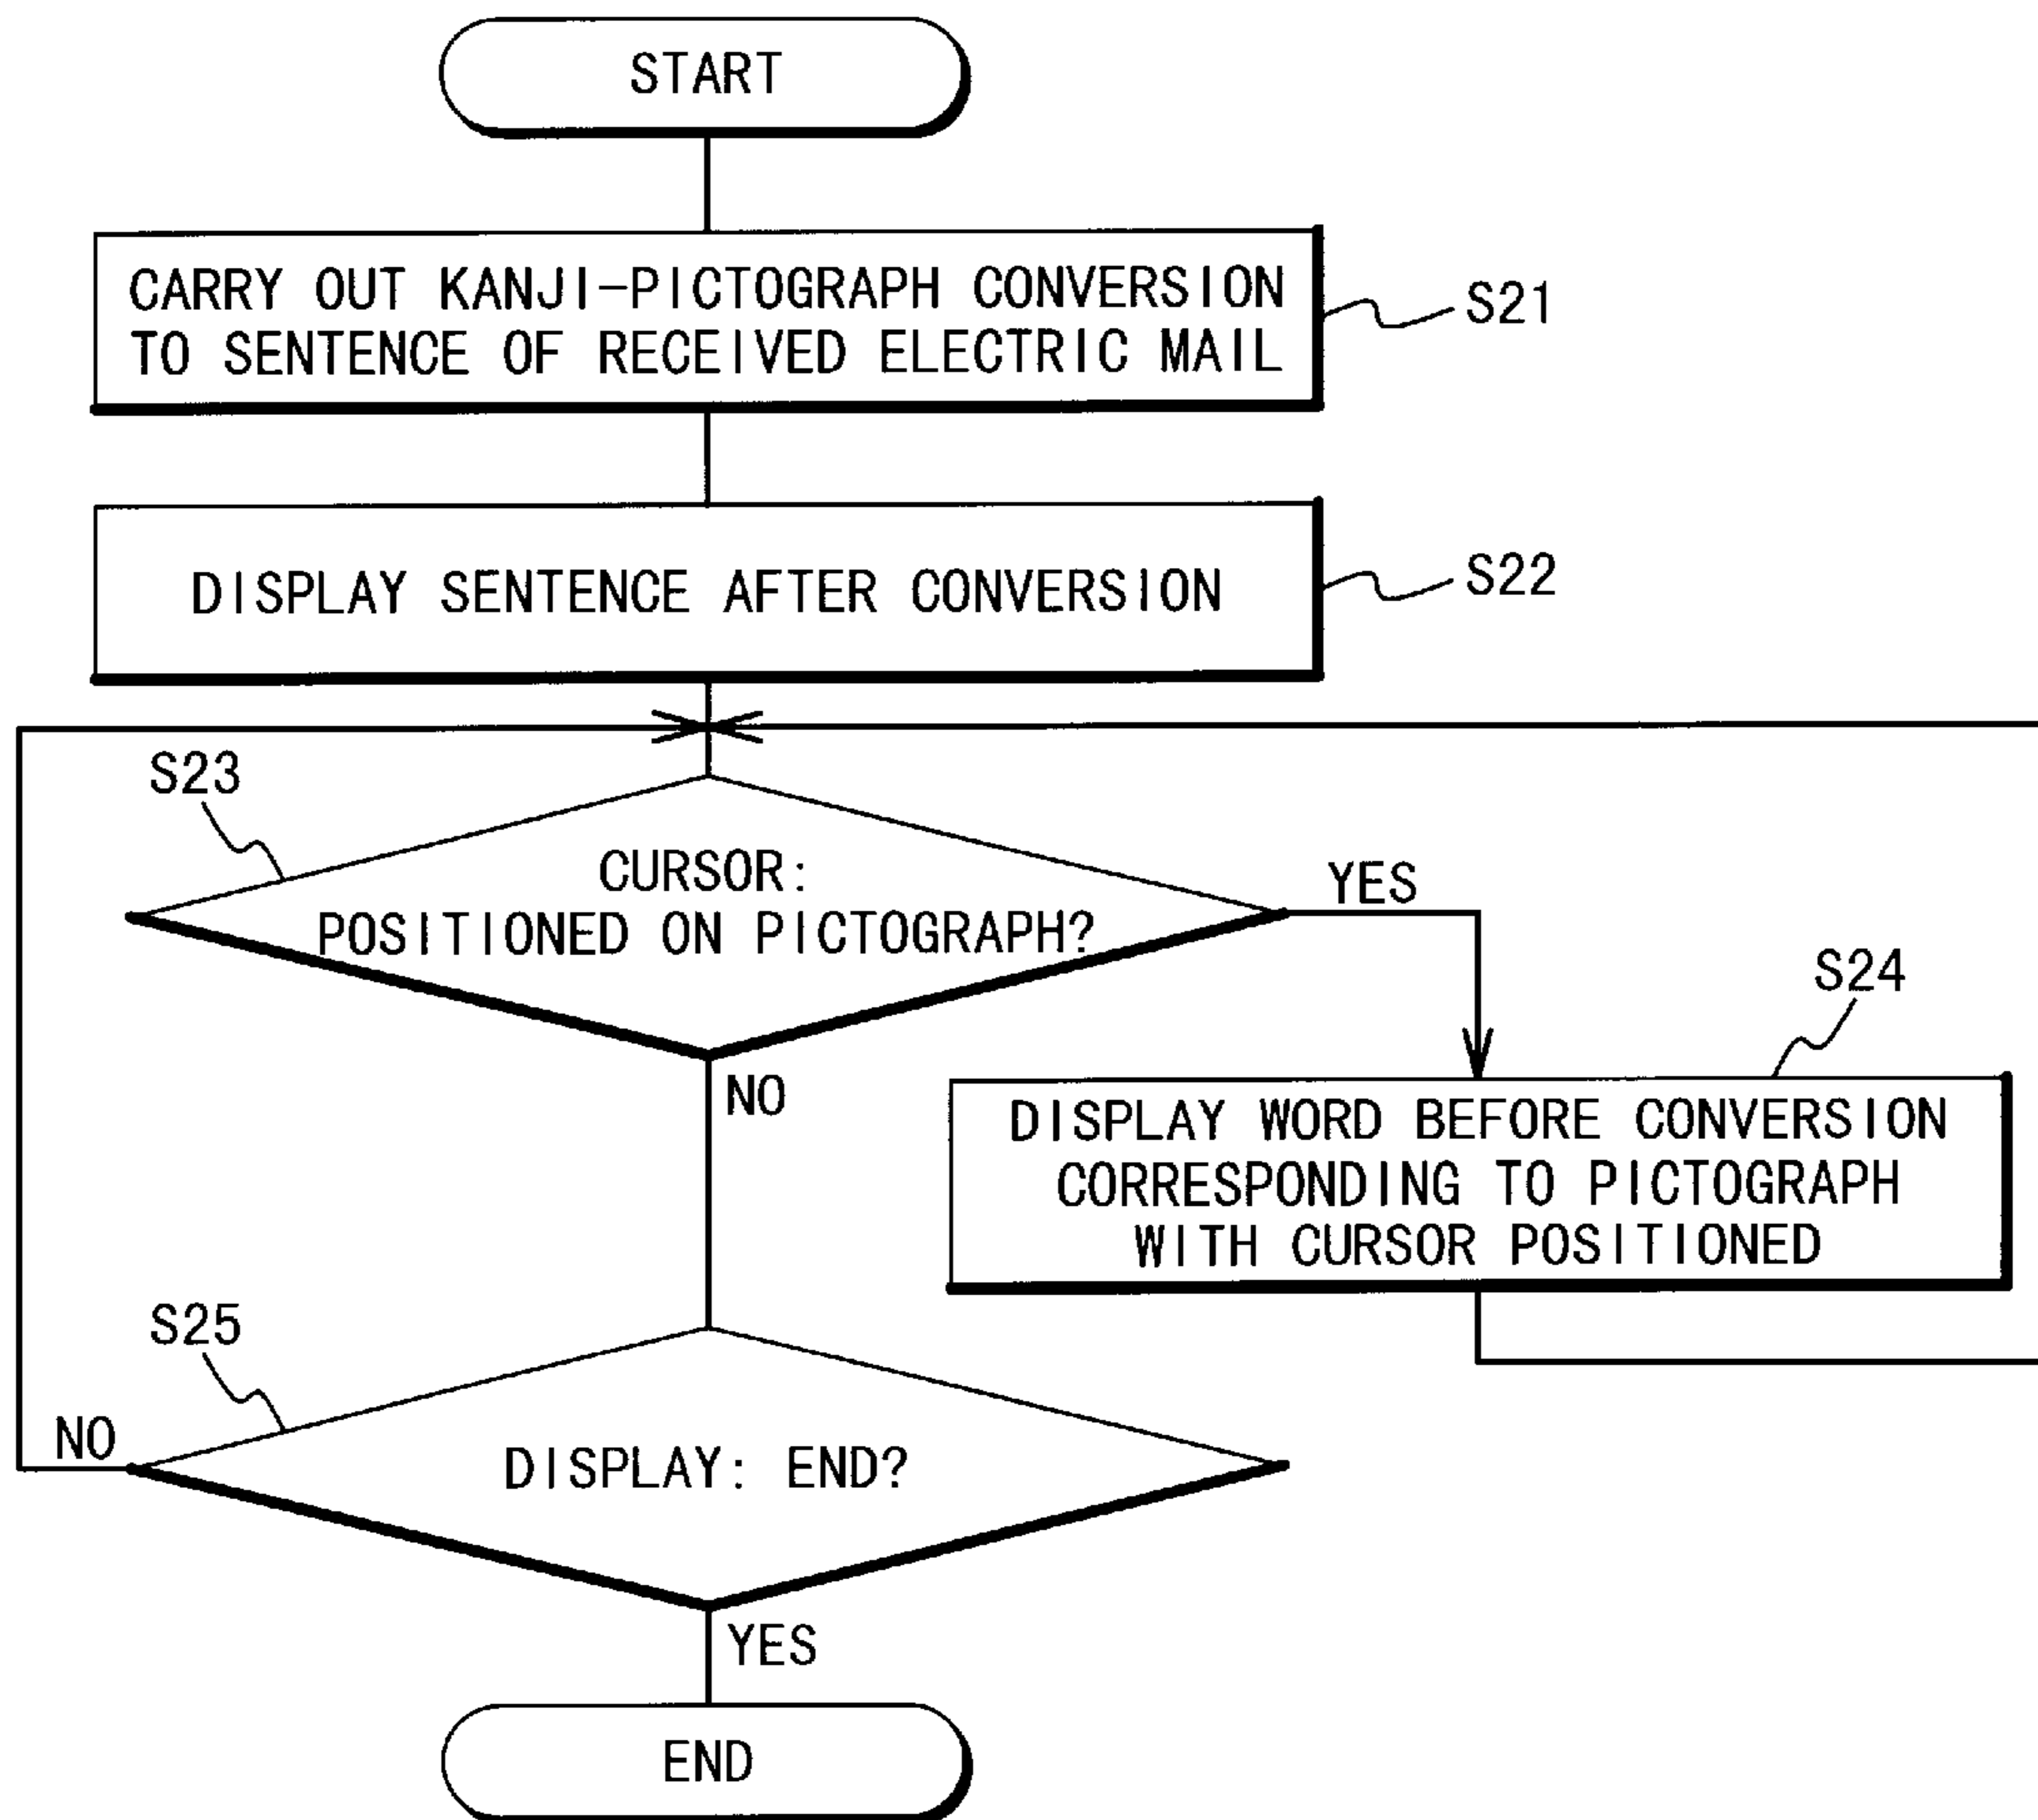 START
CARRY OUT KANJI-PICTOGRAPH CONVERSION
TO SENTENCE OF RECEIVED ELECTRIC MAIL
S21
DISPLAY SENTENCE AFTER CONVERSION
S22
S23
CURSOR:
POSITIONED ON PICTOGRAPH?
YES
NO
S24
DISPLAY WORD BEFORE CONVERSION
CORRESPONDING TO PICTOGRAPH
WITH CURSOR POSITIONED
S25
NO
DISPLAY: END?
YES
END